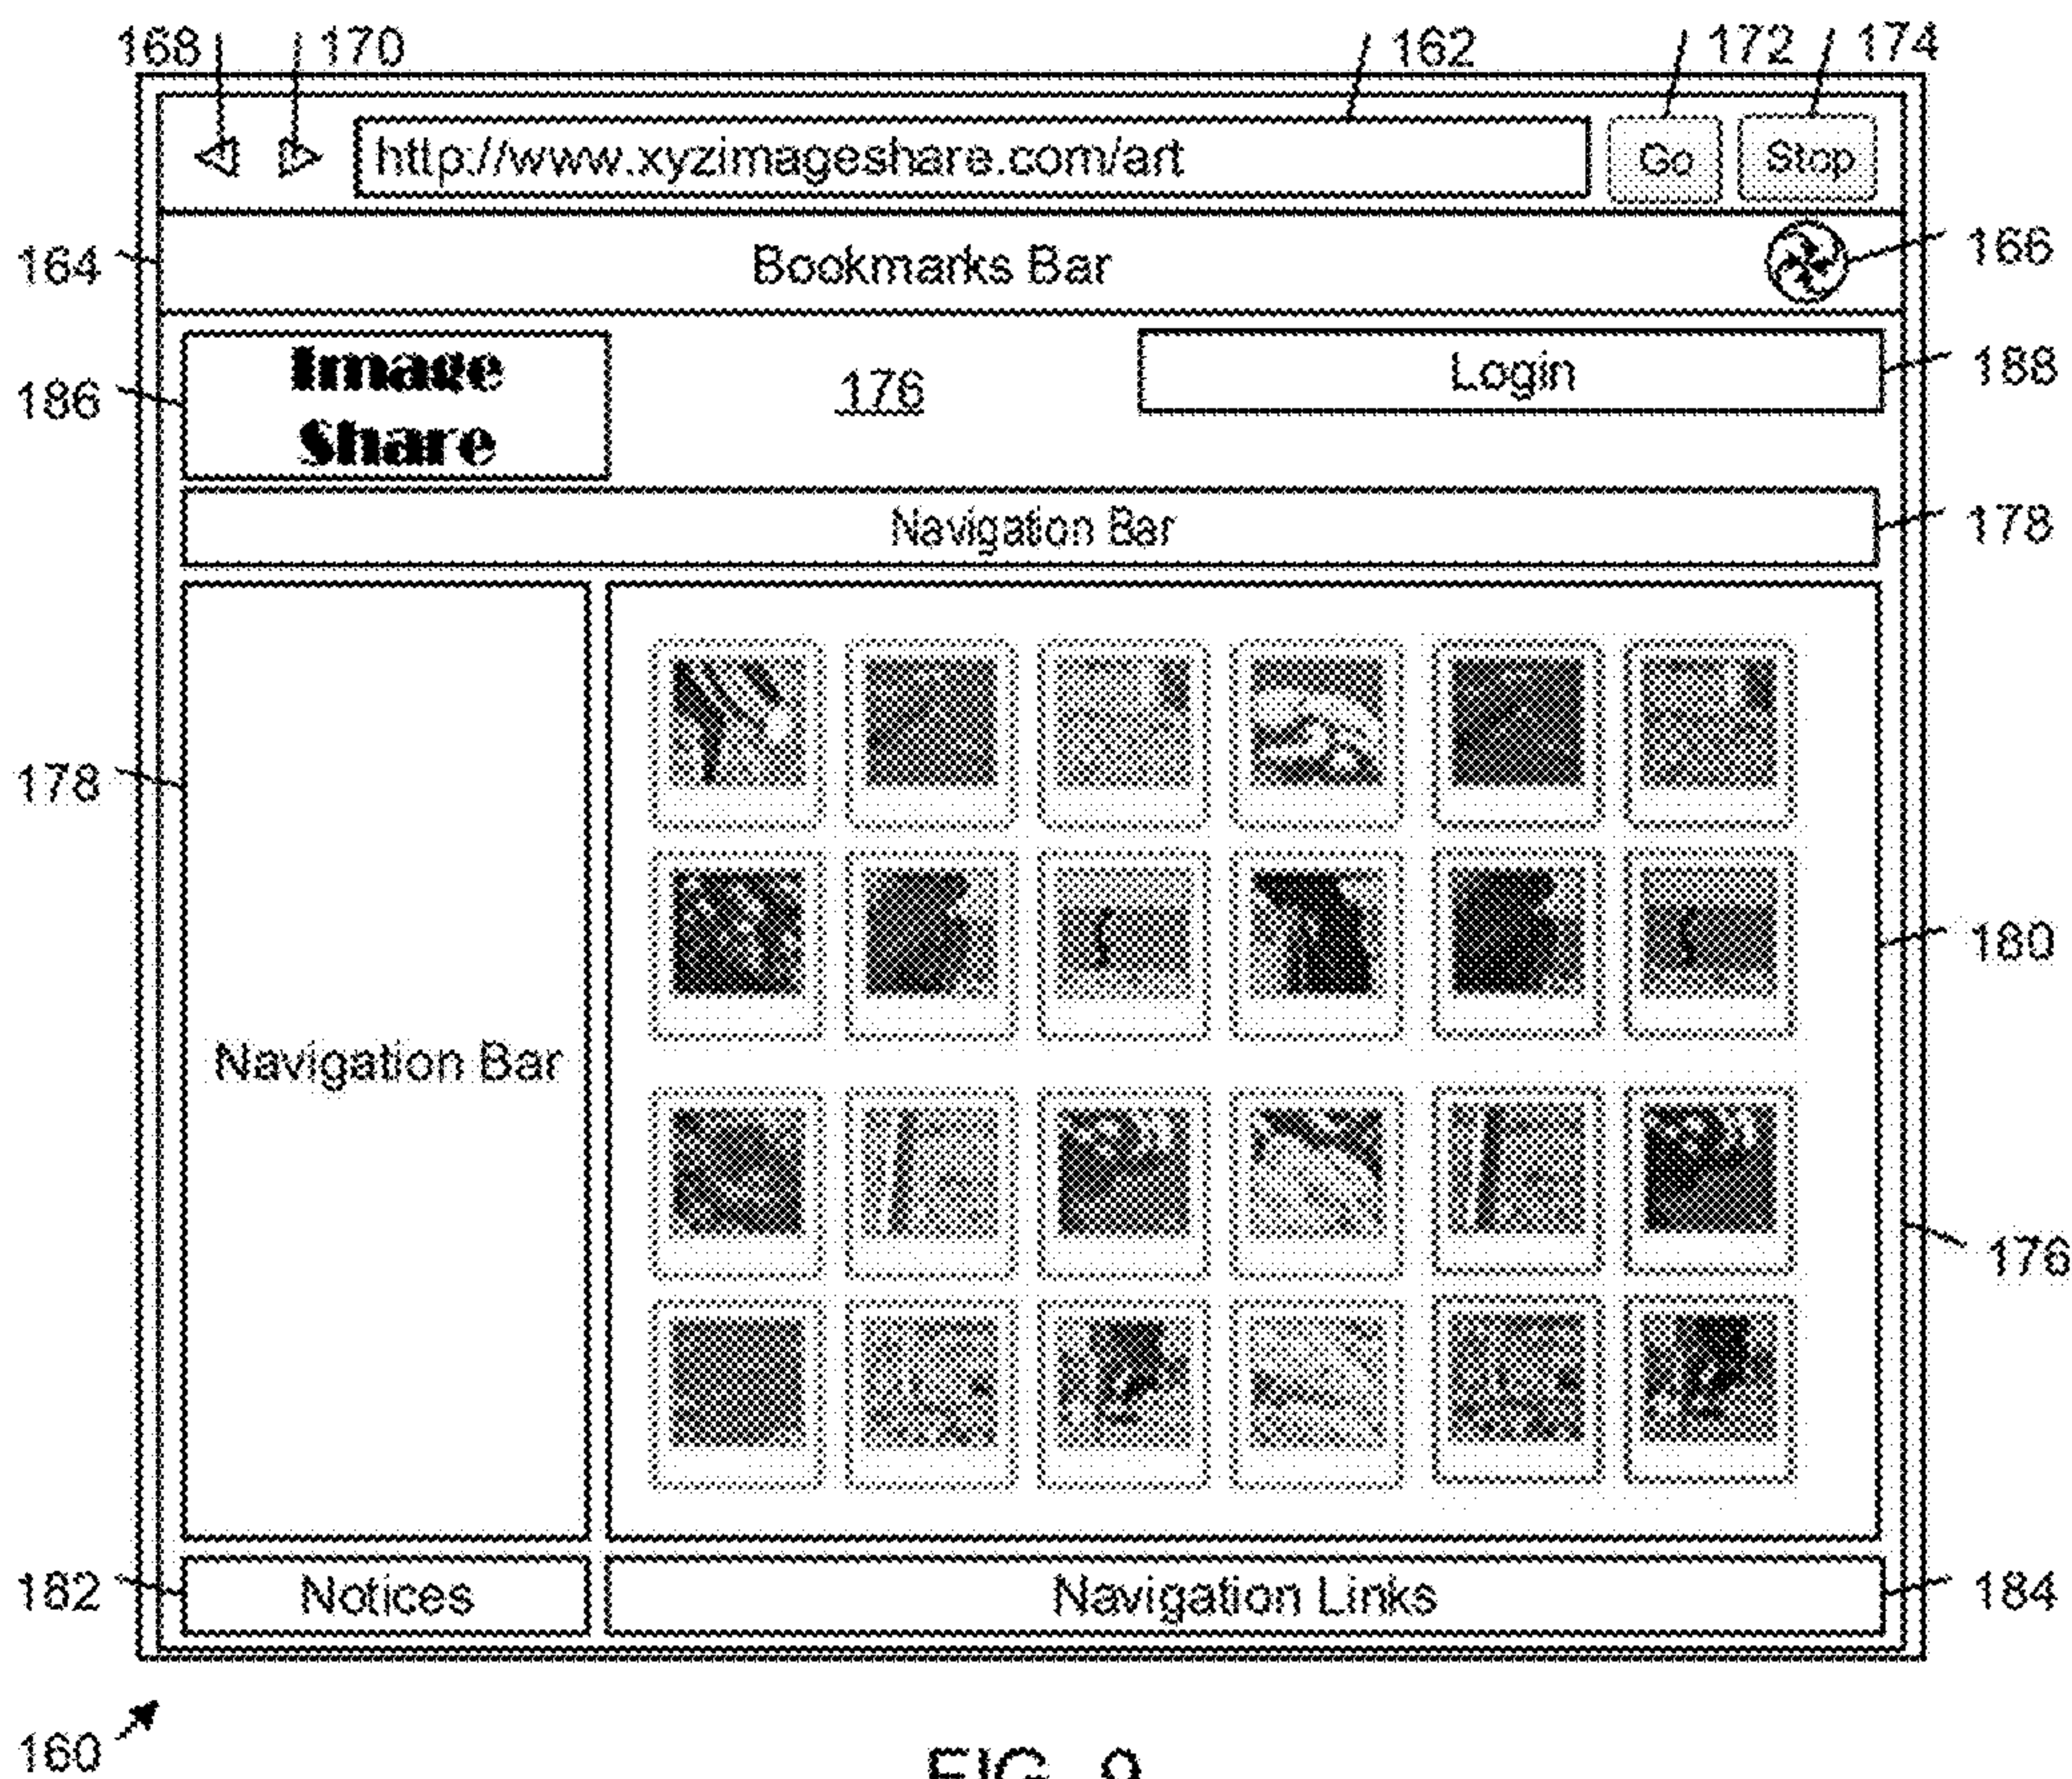 168 170 162 172 174
http://www.xyzimageshare.com/art Go Stop
164 Bookmarks Bar 166
186 Image 176 Login 188
Share
Navigation Bar 178
178
180
Navigation Bar
176
182 Notices Navigation Links 184
160
FIG. 9